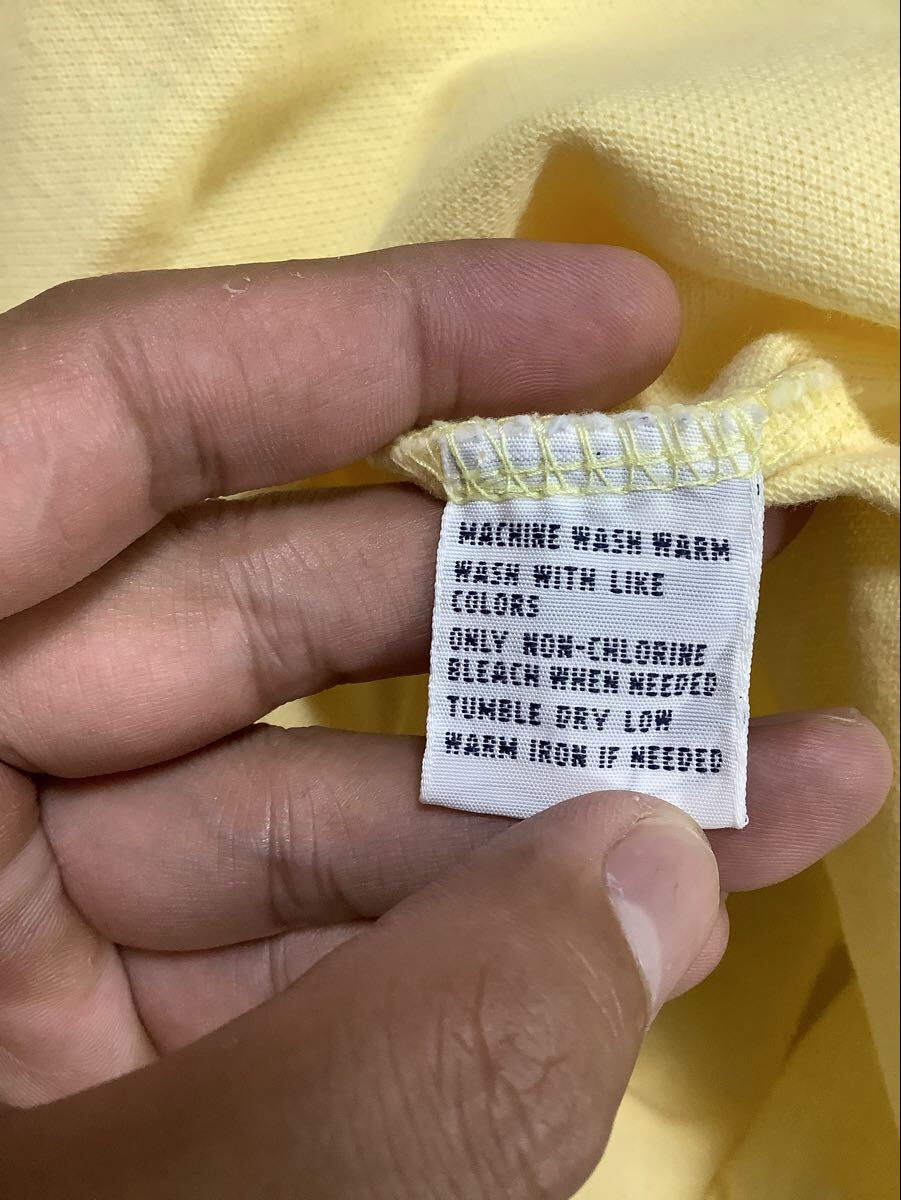 MACHINE WASH WARM
WASH WITH LIKE
COLORS
ONLY NON-CHLORINE
BLEACH WHEN NEEDED
TUMBLE DRY LOW
WARM IRON IF NEEDED